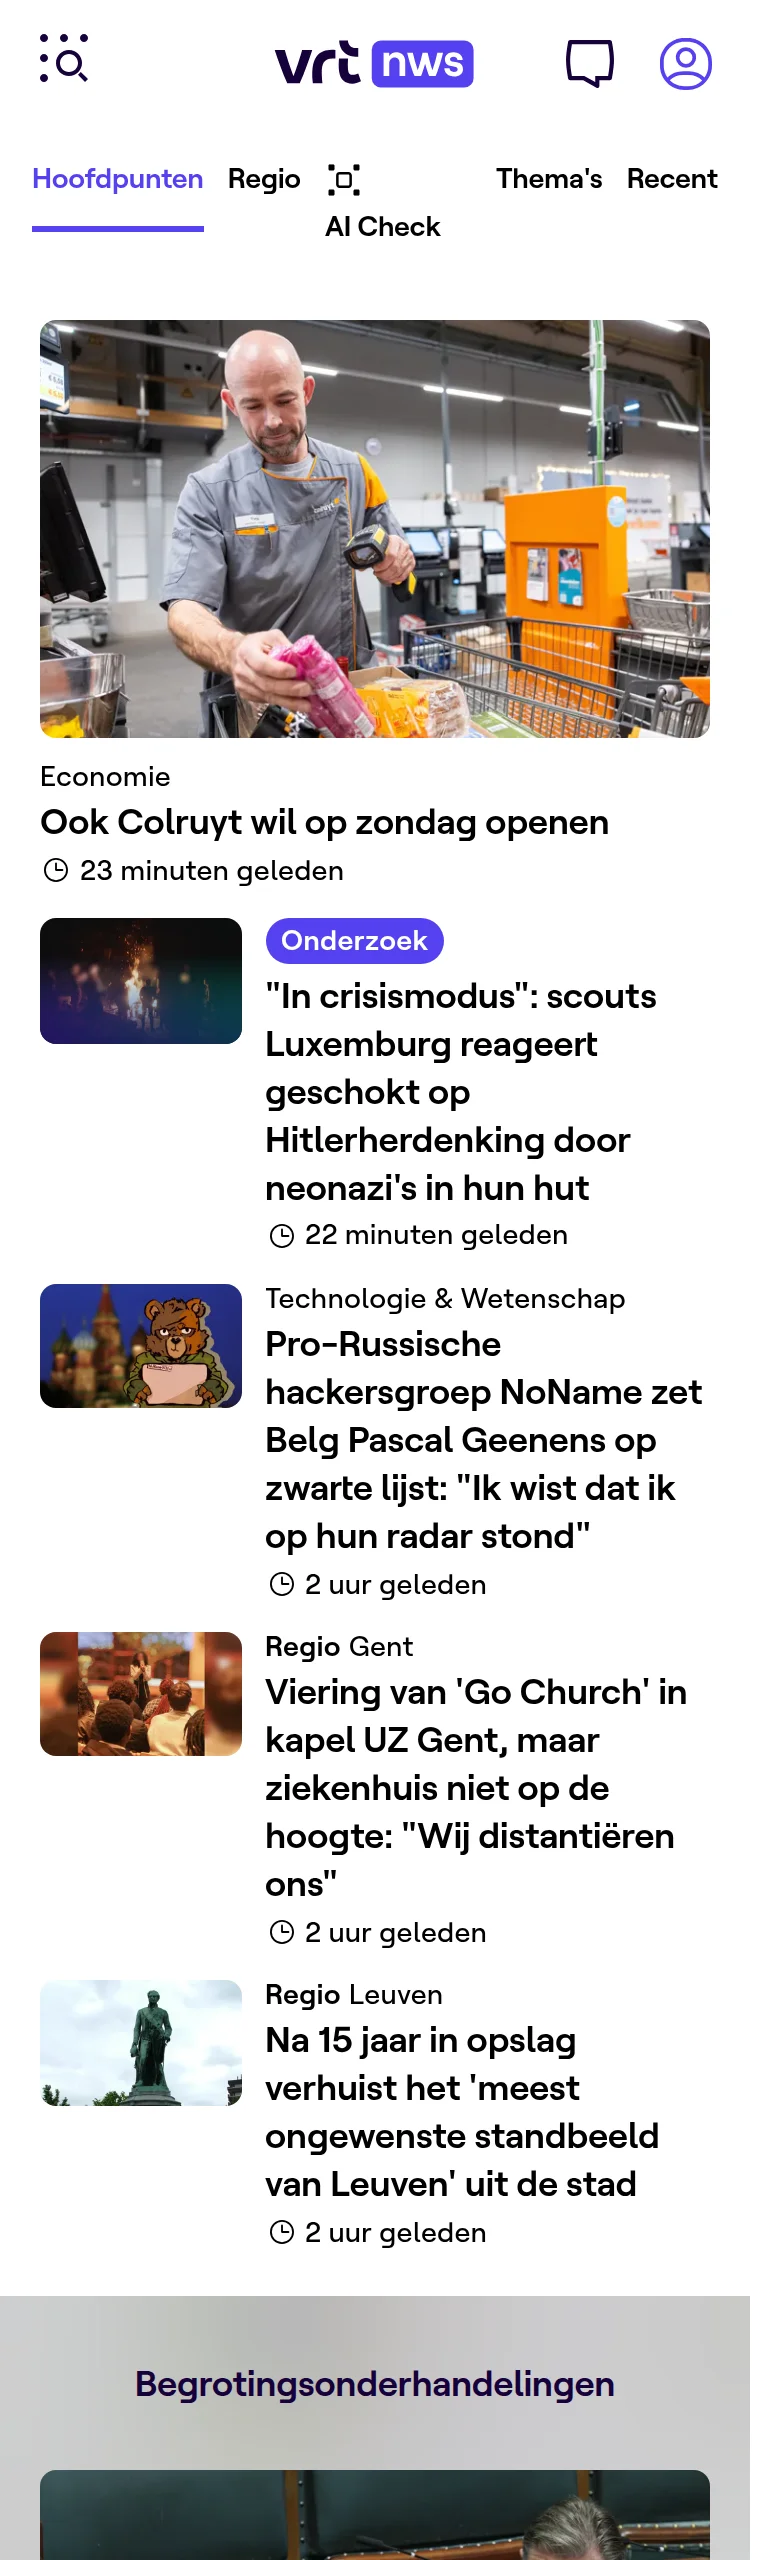 vrt nws
Hoofdpunten Regio AI Check Thema's Recent
colruyt
Economie
Ook Colruyt wil op zondag openen
23 minuten geleden
Onderzoek
"In crisismodus": scouts
Luxemburg reageert
geschokt op
Hitlerherdenking door
neonazi's in hun hut
22 minuten geleden
Technologie & Wetenschap
Pro-Russische
hackersgroep NoName zet
Belg Pascal Geenens op
zwarte lijst: "Ik wist dat ik
op hun radar stond"
2 uur geleden
Regio Gent
Viering van 'Go Church' in
kapel UZ Gent, maar
ziekenhuis niet op de
hoogte: "Wij distantiëren
ons"
2 uur geleden
Regio Leuven
Na 15 jaar in opslag
verhuist het 'meest
ongewenste standbeeld
van Leuven' uit de stad
2 uur geleden
Begrotingsonderhandelingen